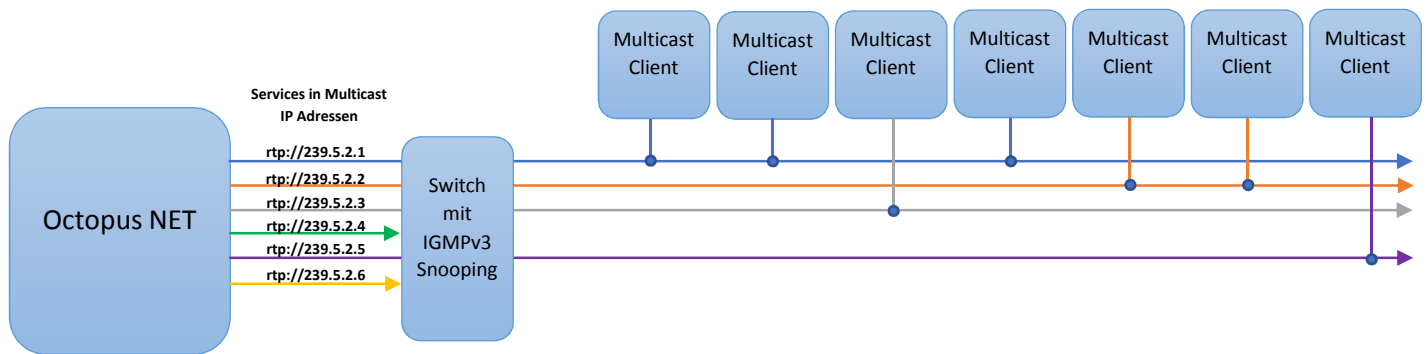 Multicast
Client
Multicast
Client
Multicast
Client
Multicast
Client
Multicast
Client
Multicast
Client
Multicast
Client
Services in Multicast
IP Adressen
Octopus NET
rtp://239.5.2.1
rtp://239.5.2.2
rtp://239.5.2.3
rtp://239.5.2.4
rtp://239.5.2.5
rtp://239.5.2.6
Switch
mit
IGMPv3
Snooping